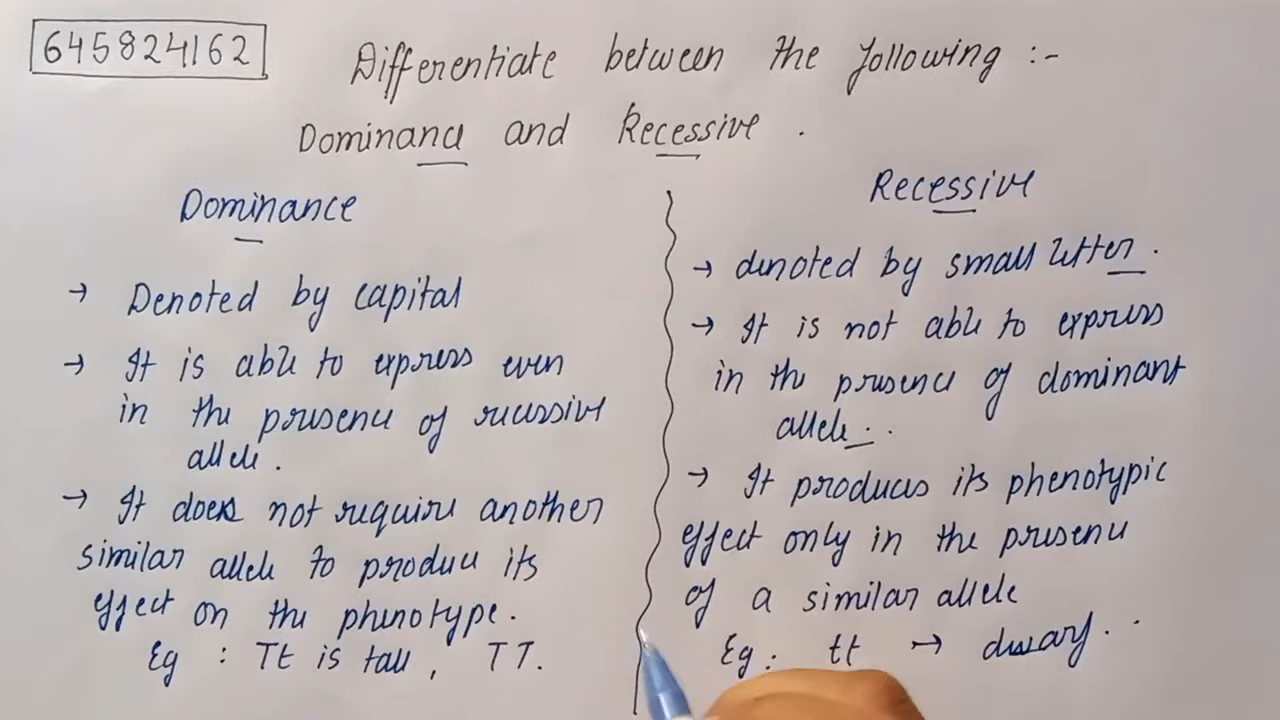 645824162
Differentiate between the following :-
Dominance and Recessive .
Dominance
→ Denoted by capital
→ It is able to express even
in the presence of recessive
allele .
→ It does not require another
similar allele to produce its
effect on the phenotype .
Eg : Tt is tall , TT.
Recessive
→ denoted by small letter .
→ It is not able to express
in the presence of dominant
allele . .
→ It produces its phenotypic
effect only in the presence
of a similar allele
Eg : tt → dwarf . .